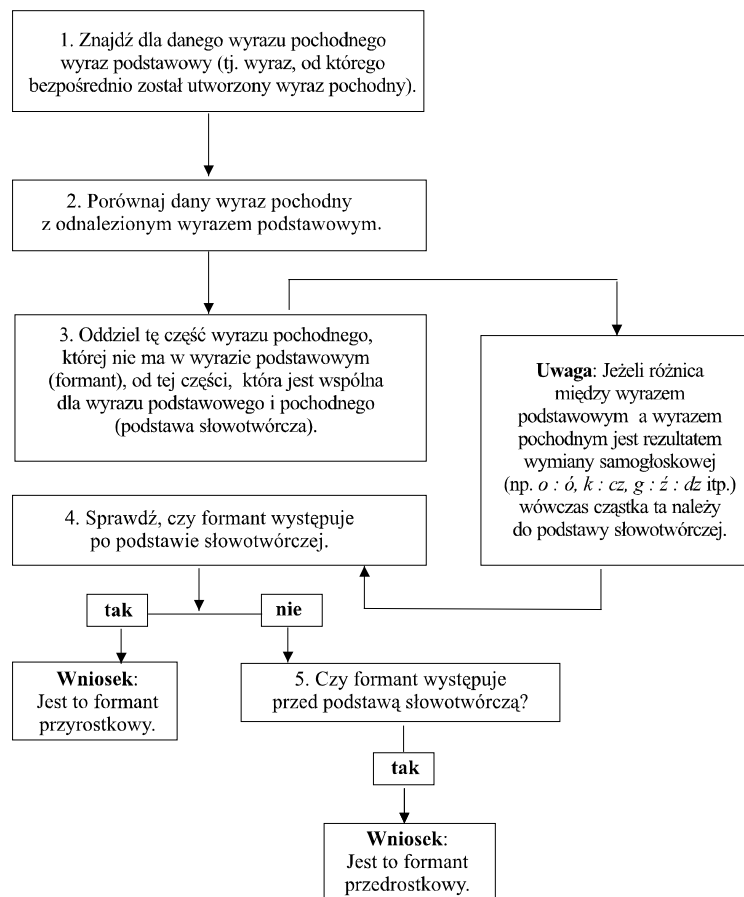 1. Znajdź dla danego wyrazu pochodnego
wyraz podstawowy (tj. wyraz, od którego
bezpośrednio został utworzony wyraz pochodny).
2. Porównaj dany wyraz pochodny
z odnalezionym wyrazem podstawowym.
3. Oddziel tę część wyrazu pochodnego,
której nie ma w wyrazie podstawowym
(formant), od tej części, która jest wspólna
dla wyrazu podstawowego i pochodnego
(podstawa słowotwórcza).
Uwaga: Jeżeli różnica
między wyrazem
podstawowym a wyrazem
pochodnym jest rezultatem
wymiany samogłoskowej
(np. o : ó, k : cz, g : ź : dz itp.)
wówczas cząstka ta należy
do podstawy słowotwórczej.
4. Sprawdź, czy formant występuje
po podstawie słowotwórczej.
tak
nie
Wniosek:
Jest to formant
przyrostkowy.
5. Czy formant występuje
przed podstawą słowotwórczą?
tak
Wniosek:
Jest to formant
przedrostkowy.